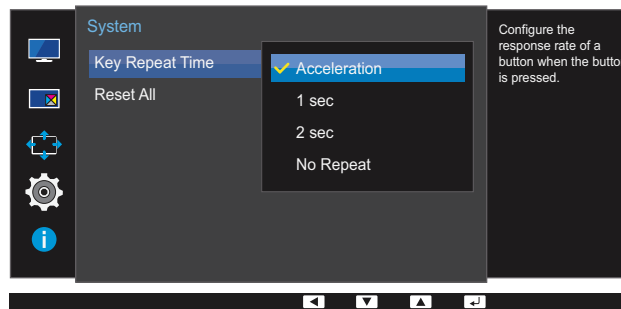 System
Key Repeat Time
Reset All
Acceleration
1 sec
2 sec
No Repeat
Configure the
response rate of a
button when the butto
is pressed.